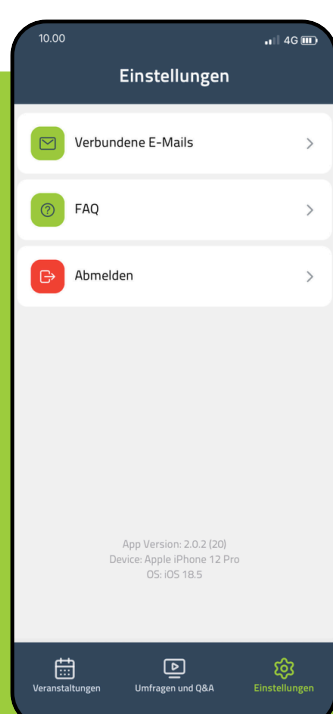 10.00 4G
Einstellungen
Verbundene E-Mails
FAQ
Abmelden
App Version: 2.0.2 (20)
Device: Apple iPhone 12 Pro
OS: iOS 18.5
Veranstaltungen Umfragen und Q&A Einstellungen